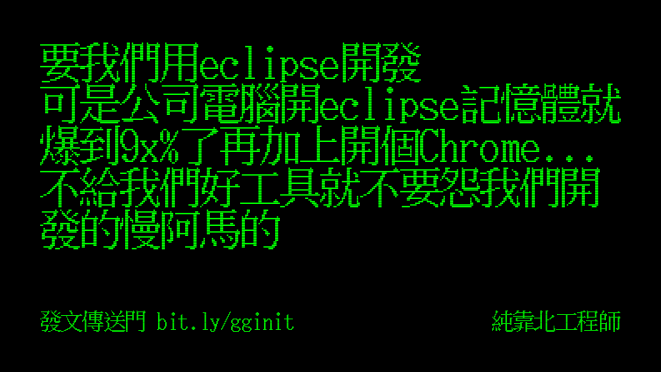 要我們用eclipse開發
可是公司電腦開eclipse記憶體就
爆到9x%了再加上開個Chrome...
不給我們好工具就不要怨我們開
發的慢阿馬的
發文傳送門 bit.ly/gginit
純靠北工程師